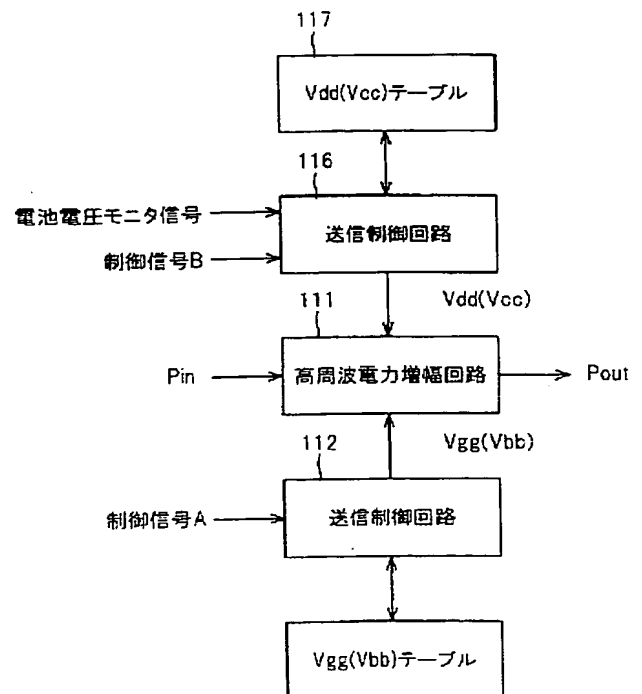 117
Vdd(Vcc)テーブル
116
電池電圧モニタ信号
送信制御回路
制御信号B
Vdd(Vcc)
111
Pin
高周波電力増幅回路
Pout
Vgg(Vbb)
112
制御信号A
送信制御回路
Vgg(Vbb)テーブル